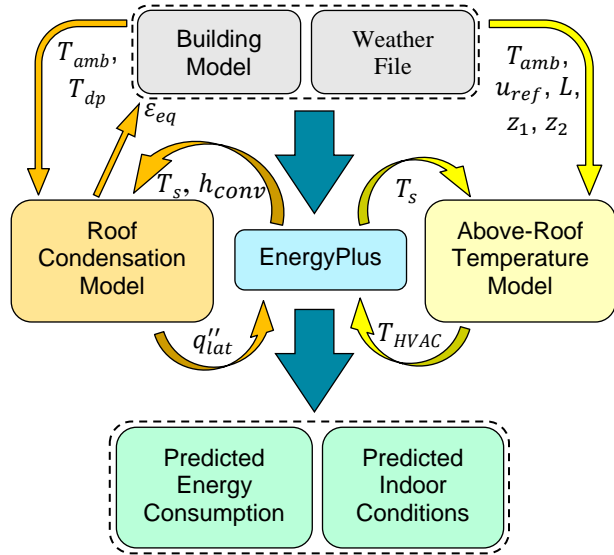 Building
Model
Weather
File
T_amb,
T_dp
ε_eq
T_amb,
u_ref, L,
z_1, z_2
T_s, h_conv
T_s
Roof
Condensation
Model
EnergyPlus
Above-Roof
Temperature
Model
q''_lat
T_HVAC
Predicted
Energy
Consumption
Predicted
Indoor
Conditions